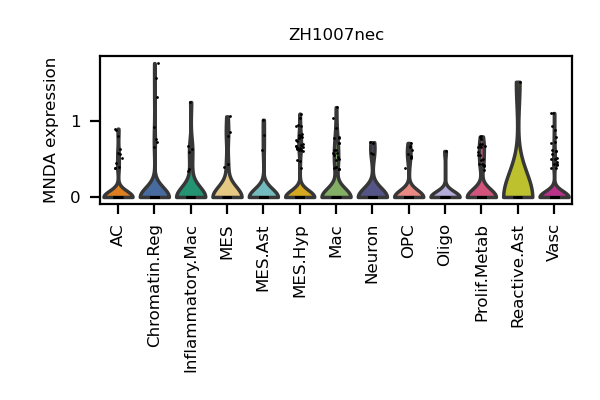 ZH1007nec
MNDA expression
1
0
AC
Chromatin.Reg
Inflammatory.Mac
MES
MES.Ast
MES.Hyp
Mac
Neuron
OPC
Oligo
Prolif.Metab
Reactive.Ast
Vasc